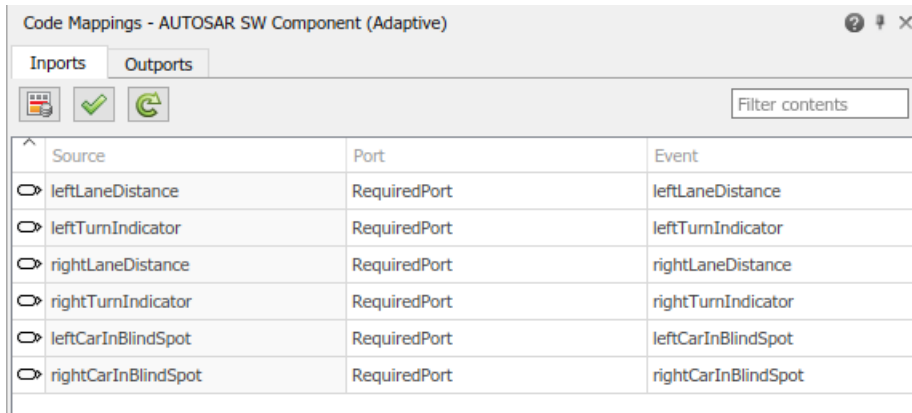 Code Mappings - AUTOSAR SW Component (Adaptive)
Inports Outports
Filter contents
Source Port Event
leftLaneDistance RequiredPort leftLaneDistance
leftTurnIndicator RequiredPort leftTurnIndicator
rightLaneDistance RequiredPort rightLaneDistance
rightTurnIndicator RequiredPort rightTurnIndicator
leftCarInBlindSpot RequiredPort leftCarInBlindSpot
rightCarInBlindSpot RequiredPort rightCarInBlindSpot